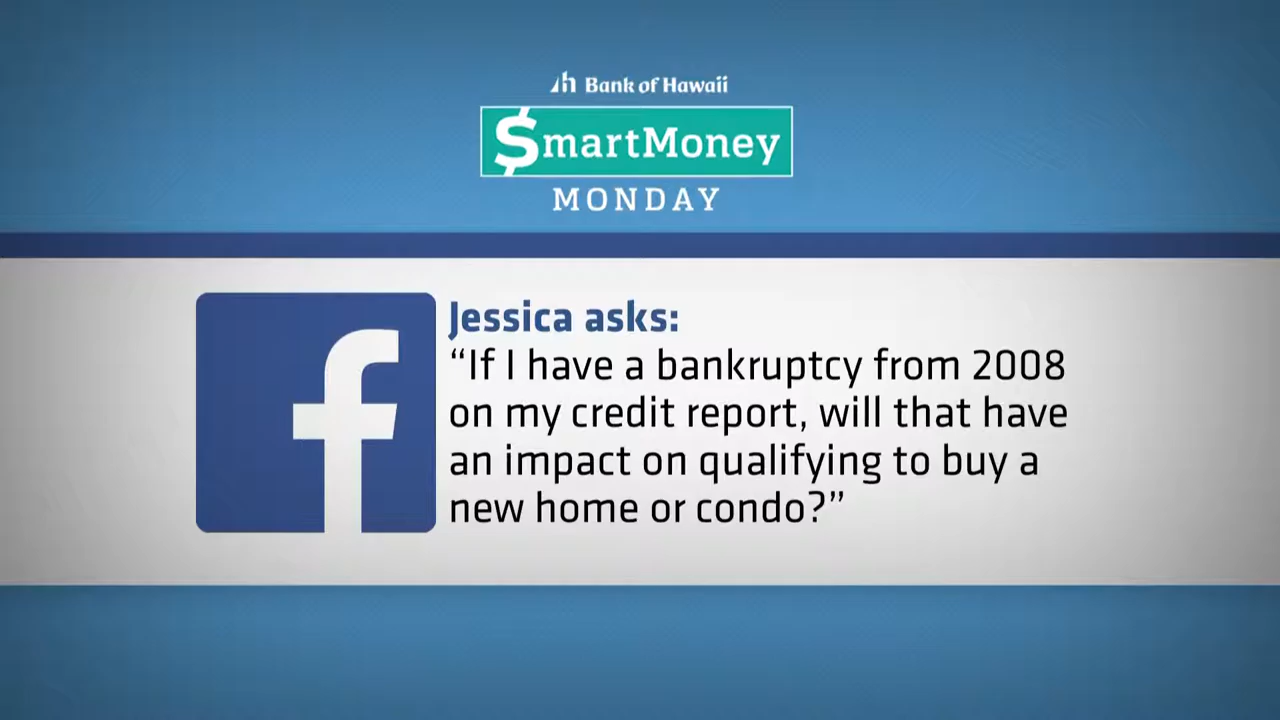 Bank of Hawaii
$martMoney
MONDAY
Jessica asks:
“If I have a bankruptcy from 2008
on my credit report, will that have
an impact on qualifying to buy a
new home or condo?”